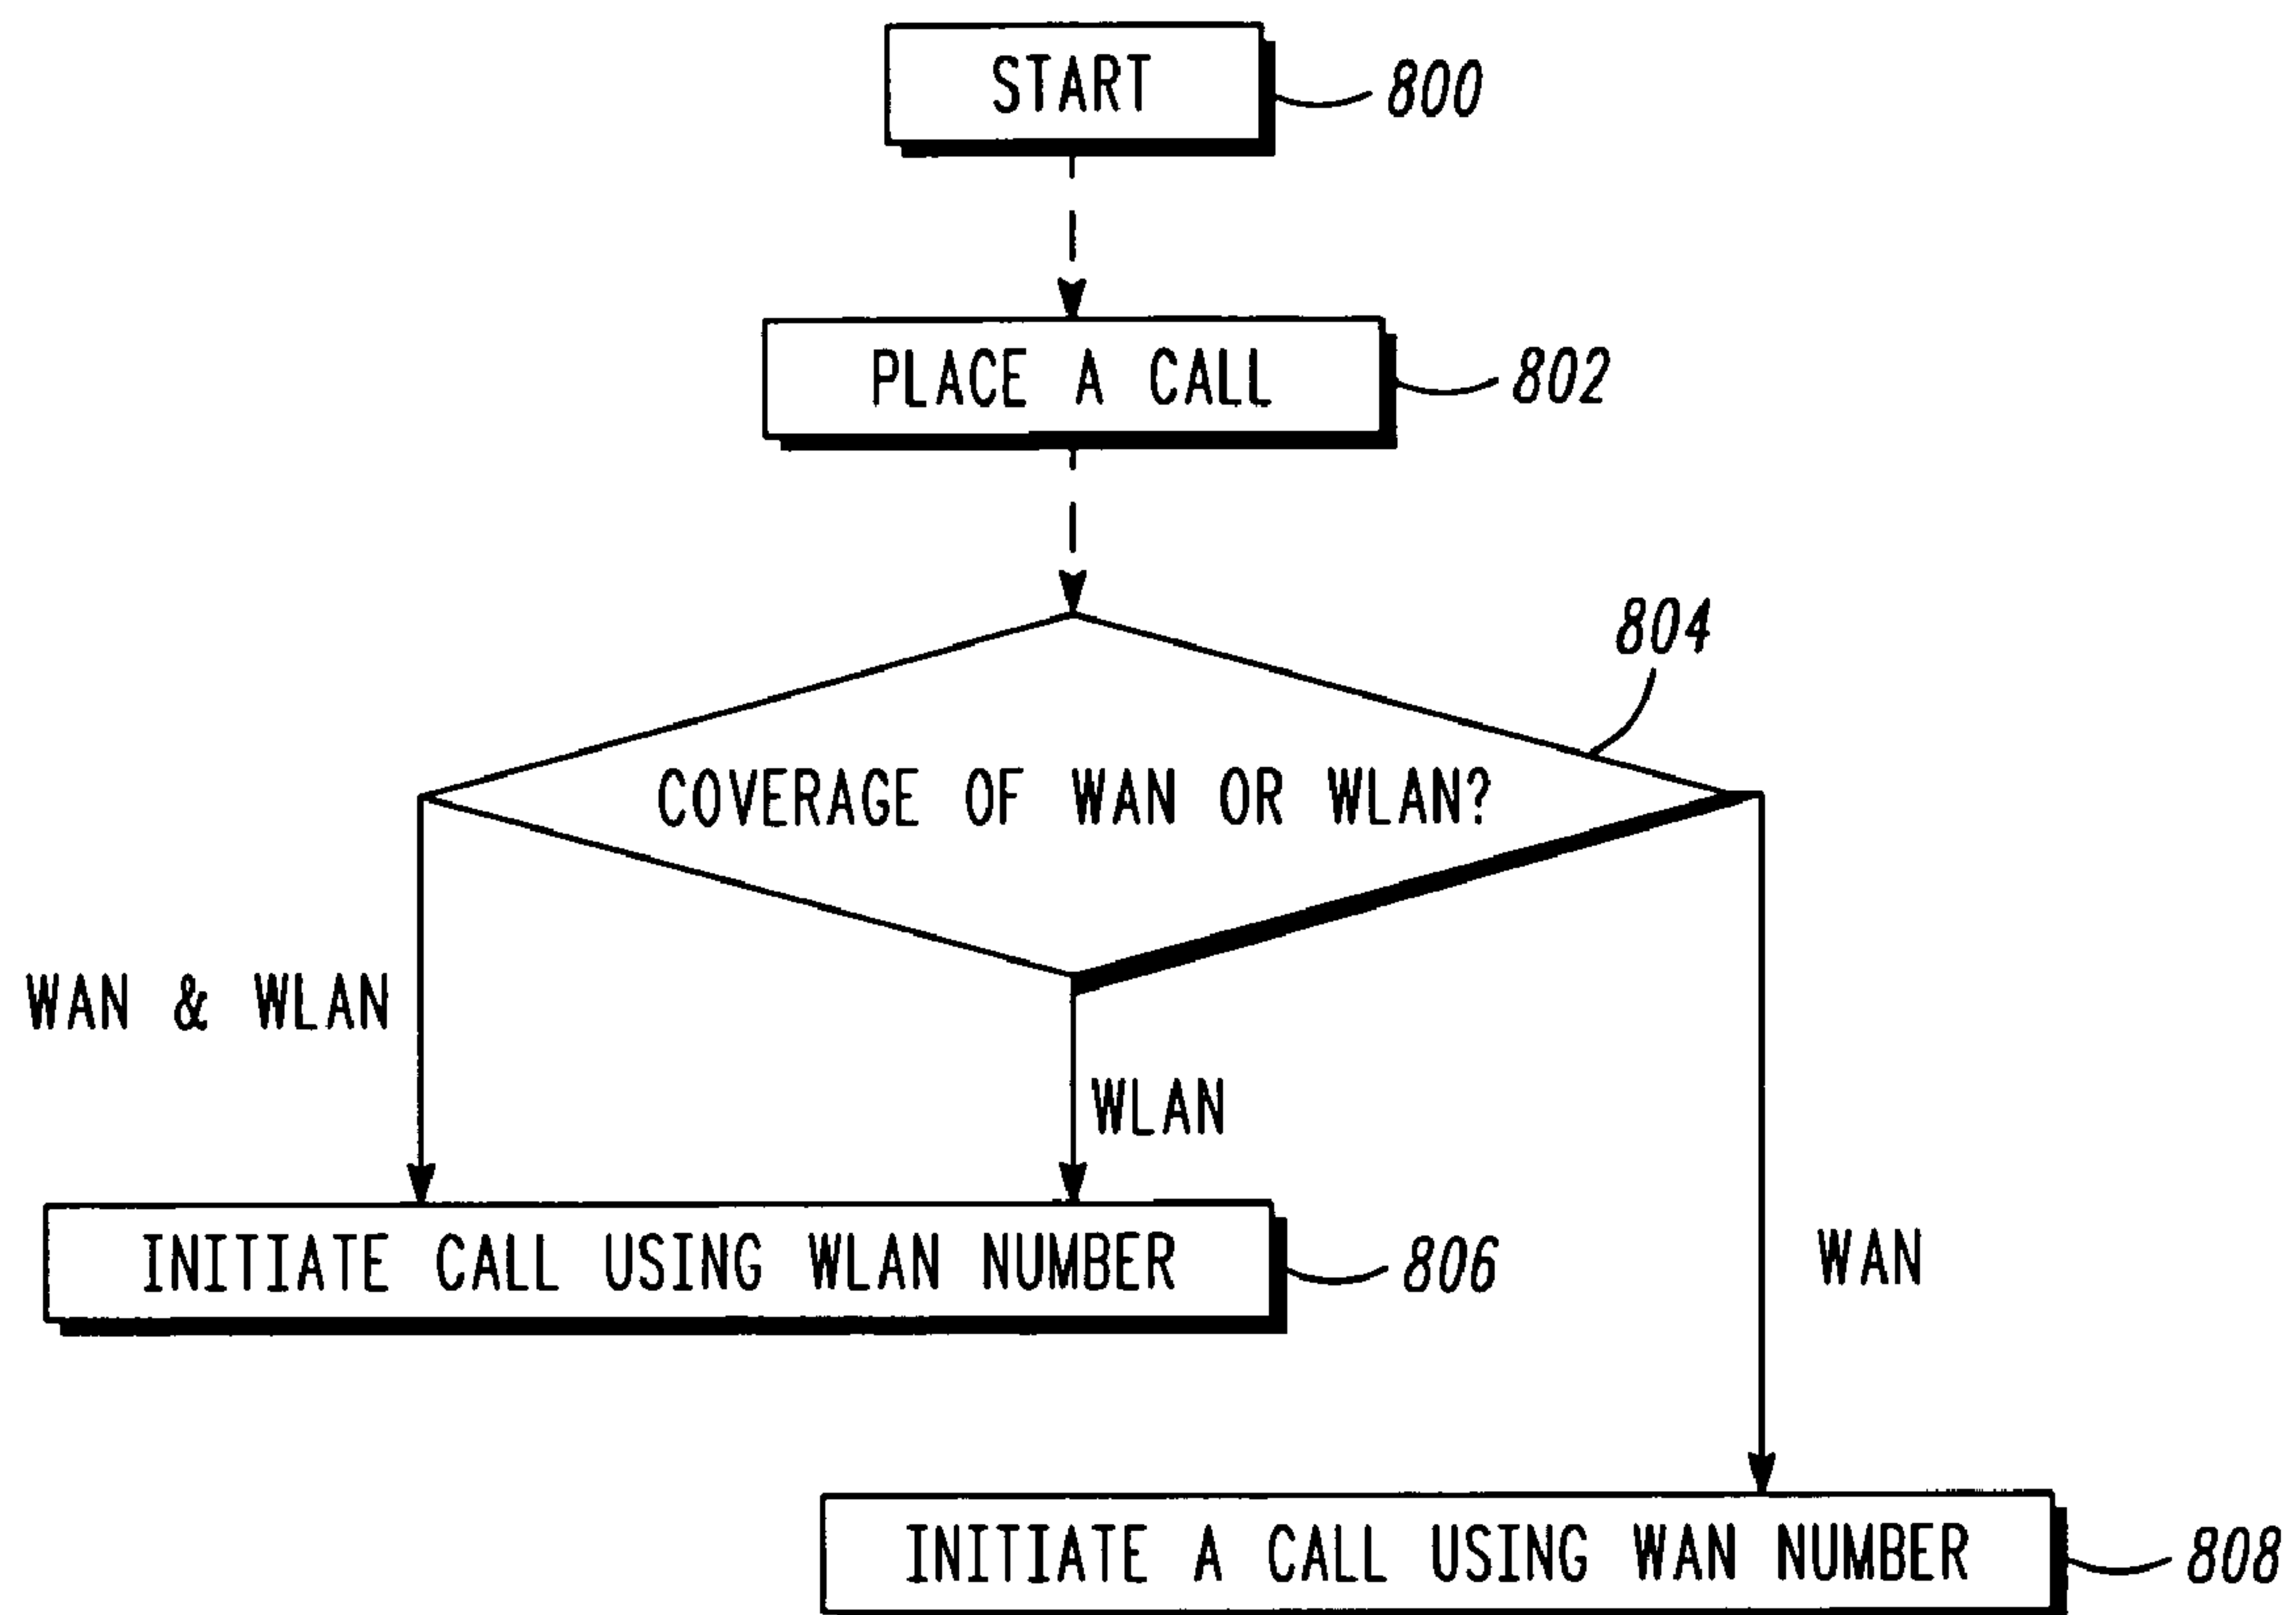 START
800
PLACE A CALL
802
804
COVERAGE OF WAN OR WLAN?
WAN & WLAN
WLAN
INITIATE CALL USING WLAN NUMBER
806
WAN
INITIATE A CALL USING WAN NUMBER
808